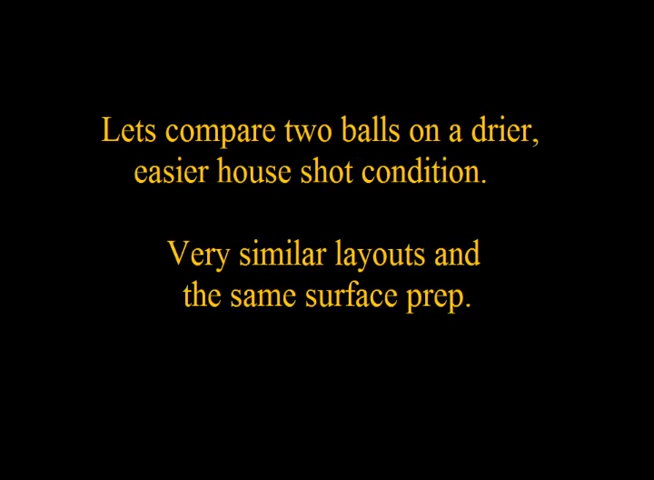 Lets compare two balls on a drier,
easier house shot condition.
Very similar layouts and
the same surface prep.